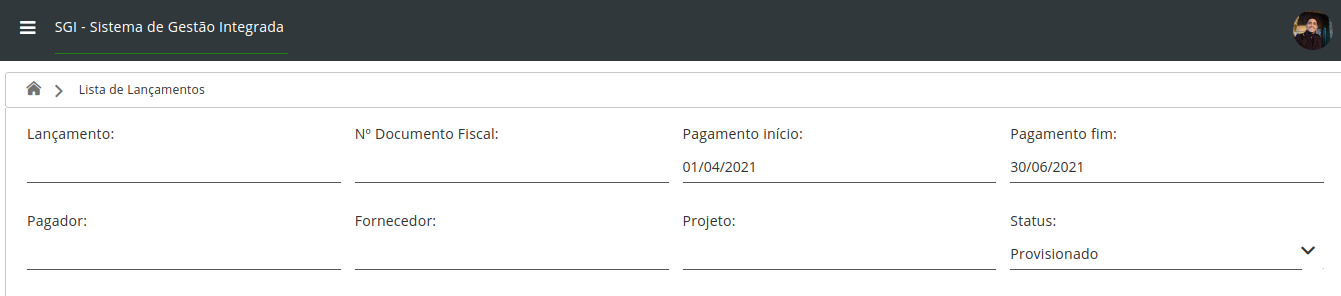 SGI - Sistema de Gestão Integrada
Lista de Lançamentos
Lançamento: Nº Documento Fiscal: Pagamento início: Pagamento fim:
01/04/2021 30/06/2021
Pagador: Fornecedor: Projeto: Status:
Provisionado